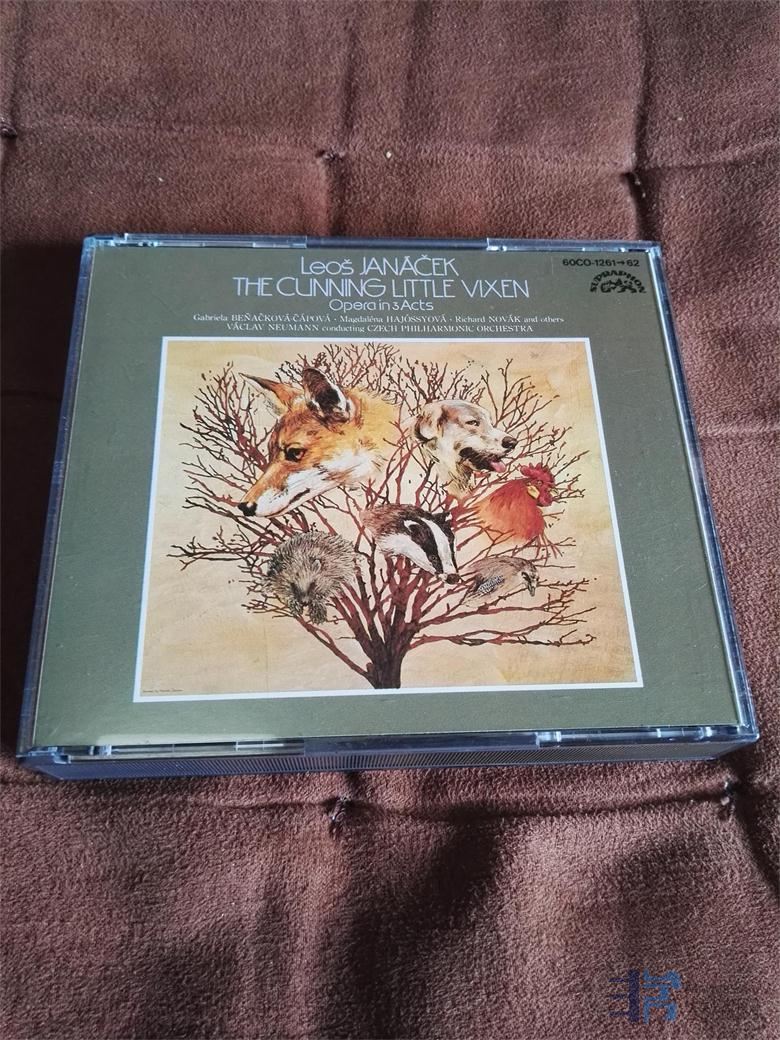 Leoš JANÁČEK
THE CUNNING LITTLE VIXEN
Opera in 3 Acts
60CO-1261→62
SUPRAPHON
Gabriela BEŇAČKOVÁ-ČÁPOVÁ · Magdaléna HAJÓSSYOVÁ · Richard NOVÁK and others
VÁCLAV NEUMANN conducting CZECH PHILHARMONIC ORCHESTRA